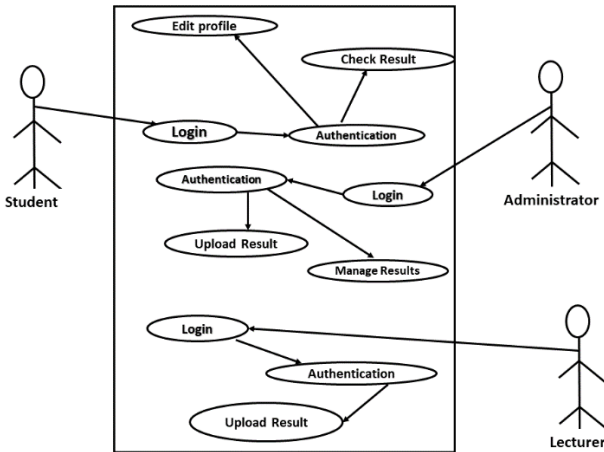 Edit profile
Check Result
Login
Authentication
Student
Authentication
Login
Administrator
Upload Result
Manage Results
Login
Authentication
Upload Result
Lecturer